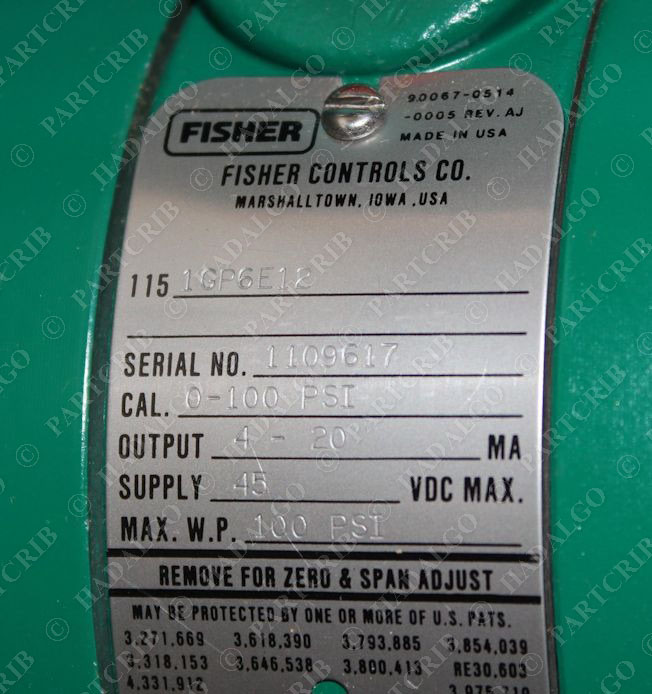 90067-0514
-0005 REV. AJ
MADE IN USA
FISHER
FISHER CONTROLS CO.
MARSHALLTOWN, IOWA ,USA
115 1GP6E12
SERIAL NO. 1109617
CAL. 0-100 PSI
OUTPUT 4 - 20 MA
SUPPLY 45 VDC MAX.
MAX. W.P. 100 PSI
REMOVE FOR ZERO & SPAN ADJUST
MAY BE PROTECTED BY ONE OR MORE OF U.S. PATS.
3,271,669 3,618,390 3,793,885 3,854,039
3,318,153 3,646,538 3,800,413 RE30,603
4,331,912
© PARTCRIB
© HADALGO